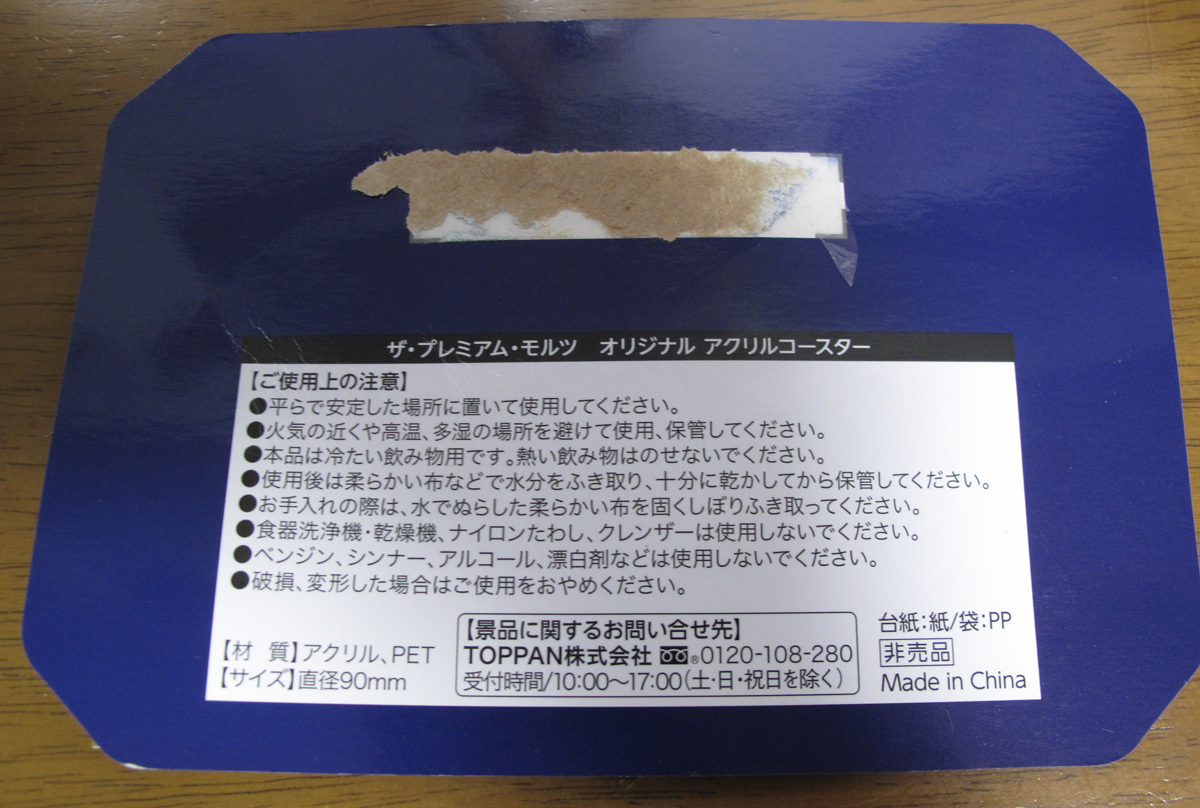 ザ・プレミアム・モルツ オリジナル アクリルコースター
【ご使用上の注意】
●平らで安定した場所に置いて使用してください。
●火気の近くや高温、多湿の場所を避けて使用、保管してください。
●本品は冷たい飲み物用です。熱い飲み物はのせないでください。
●使用後は柔らかい布などで水分をふき取り、十分に乾かしてから保管してください。
●お手入れの際は、水でぬらした柔らかい布を固くしぼりふき取ってください。
●食器洗浄機・乾燥機、ナイロンたわし、クレンザーは使用しないでください。
●ベンジン、シンナー、アルコール、漂白剤などは使用しないでください。
●破損、変形した場合はご使用をおやめください。
【材 質】アクリル、PET
【サイズ】直径90mm
【景品に関するお問い合せ先】
TOPPAN株式会社 ®0120-108-280
受付時間/10:00〜17:00(土・日・祝日を除く)
台紙:紙/袋:PP
非売品
Made in China